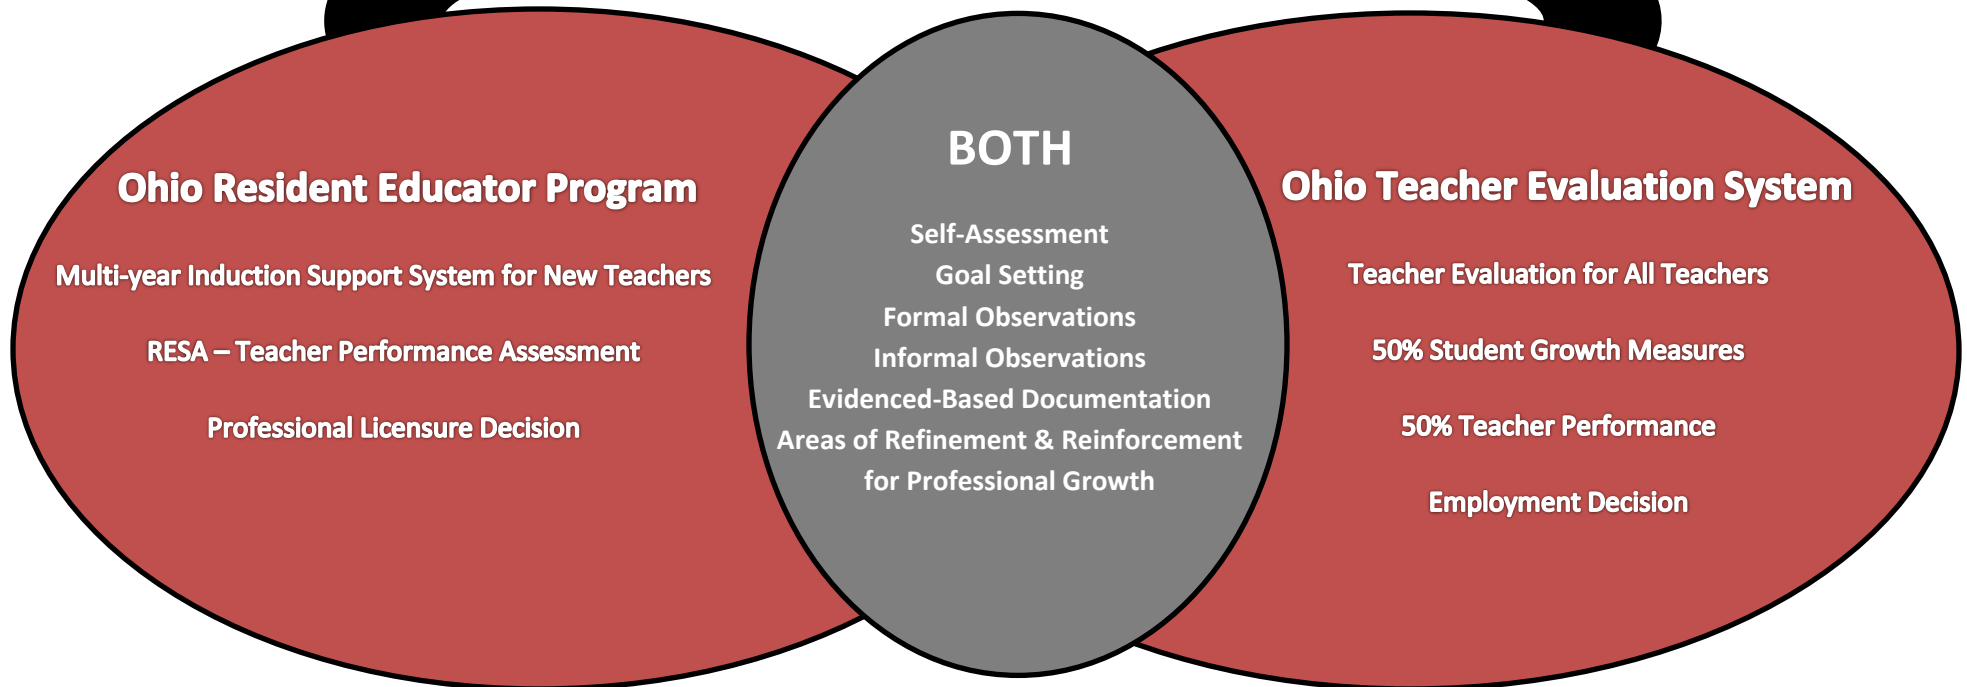 Ohio Resident Educator Program
Multi-year Induction Support System for New Teachers
RESA – Teacher Performance Assessment
Professional Licensure Decision
BOTH
Self-Assessment
Goal Setting
Formal Observations
Informal Observations
Evidenced-Based Documentation
Areas of Refinement & Reinforcement
for Professional Growth
Ohio Teacher Evaluation System
Teacher Evaluation for All Teachers
50% Student Growth Measures
50% Teacher Performance
Employment Decision